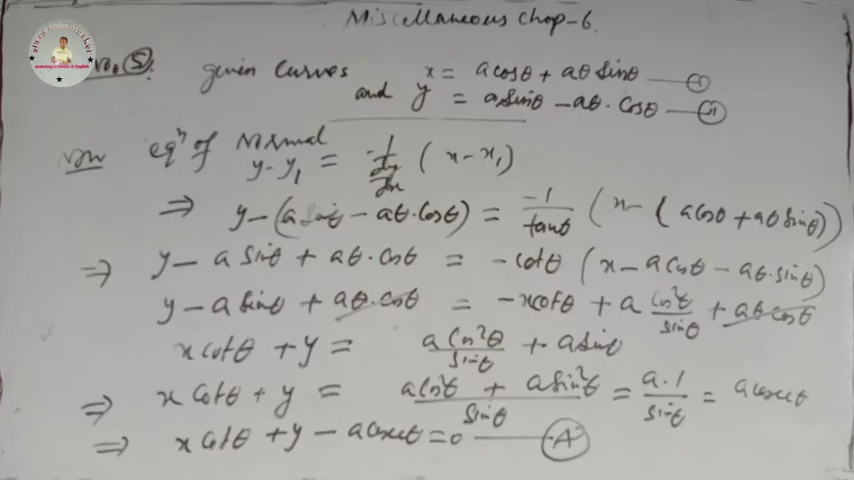 Miscellaneous Chop-6.
No. (5): given curves x = a cosθ + aθ sinθ —(i)
and y = a sinθ - aθ·cosθ —(ii)
Now eqⁿ of Normal
y - y₁ = -1/(dy/dx) (x - x₁)
⇒ y - (a sinθ - aθ·cosθ) = -1/tanθ (x - (a cosθ + aθ sinθ))
⇒ y - a sinθ + aθ·cosθ = -cotθ (x - a cosθ - aθ·sinθ)
y - a sinθ + aθ·cosθ = -x cotθ + a cos²θ/sinθ + aθ cosθ
x cotθ + y = a cos²θ/sinθ + a sinθ
⇒ x cotθ + y = (a cos²θ + a sin²θ)/sinθ = a·1/sinθ = a cosecθ
⇒ x cotθ + y - a cosecθ = 0 —(A)